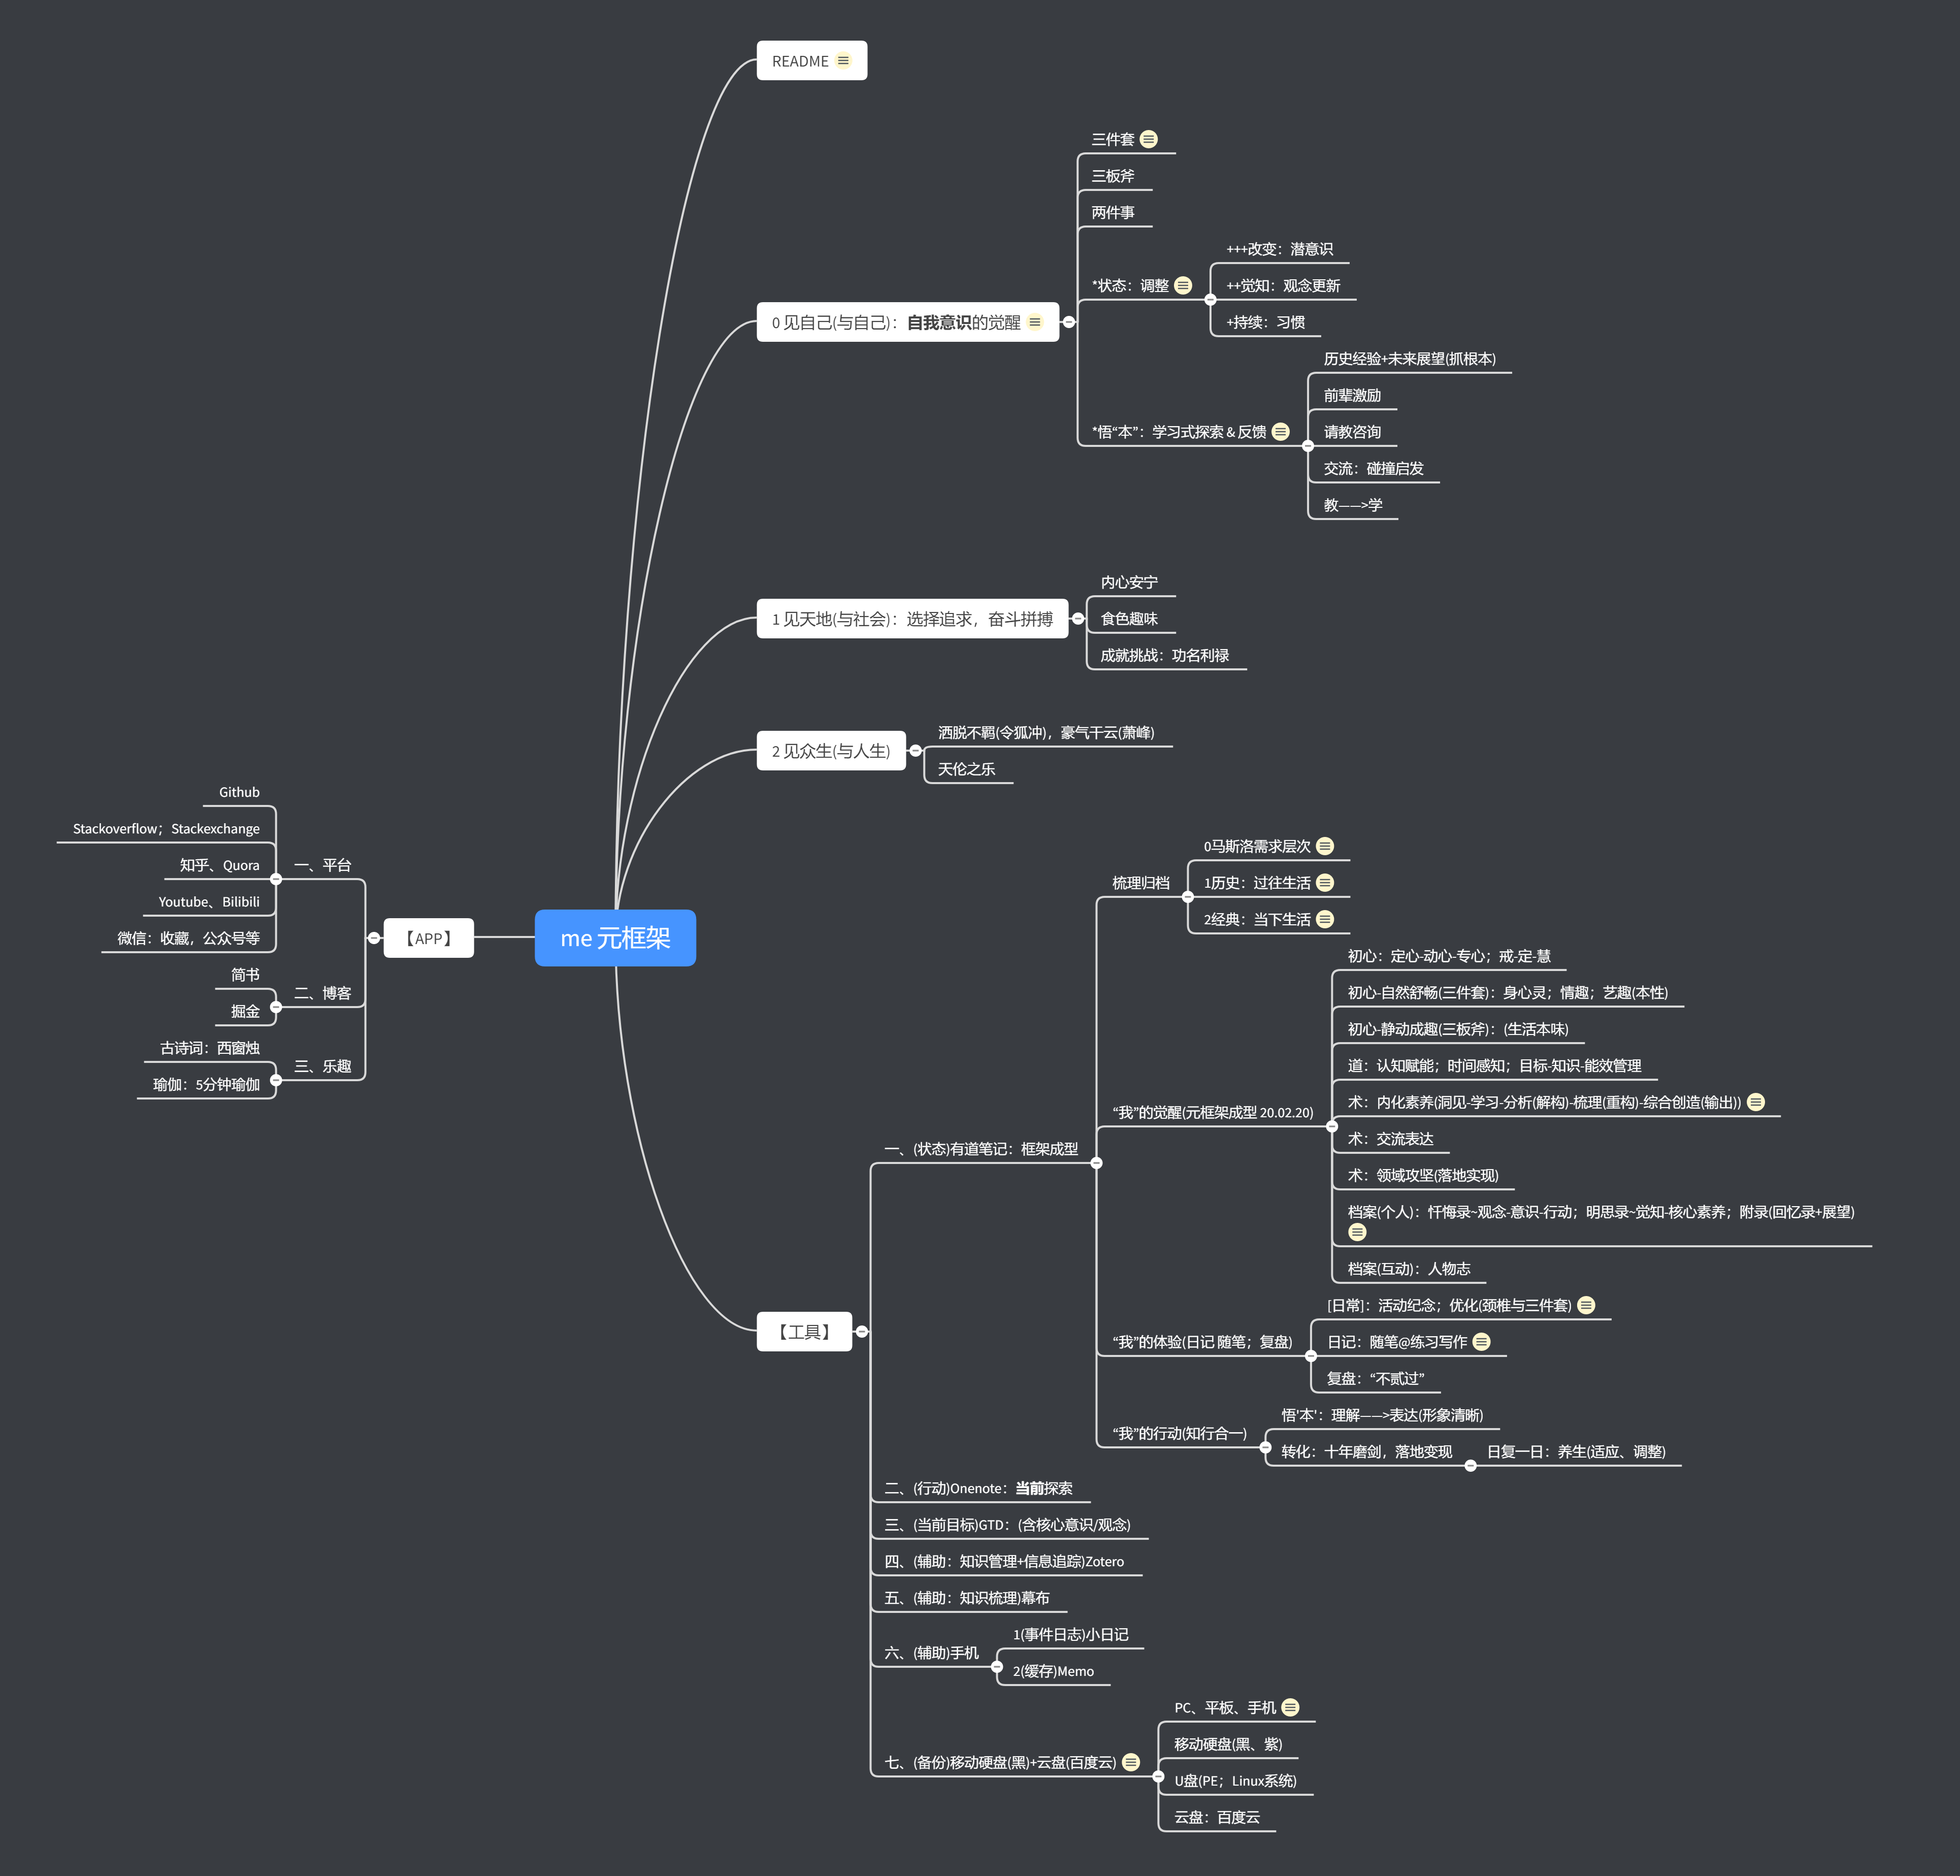 README
三件套
三板斧
两件事
+++改变：潜意识
*状态：调整
++觉知：观念更新
+持续：习惯
0 见自己(与自己)：自我意识的觉醒
历史经验+未来展望(抓根本)
前辈激励
*悟“本”：学习式探索 & 反馈
请教咨询
交流：碰撞启发
教——>学
内心安宁
1 见天地(与社会)：选择追求，奋斗拼搏
食色趣味
成就挑战：功名利禄
洒脱不羁(令狐冲)，豪气干云(萧峰)
2 见众生(与人生)
天伦之乐
Github
Stackoverflow；Stackexchange
知乎、Quora
一、平台
Youtube、Bilibili
微信：收藏，公众号等
【APP】
me 元框架
简书
二、博客
掘金
古诗词：西窗烛
三、乐趣
瑜伽：5分钟瑜伽
0马斯洛需求层次
梳理归档
1历史：过往生活
2经典：当下生活
初心：定心-动心-专心；戒-定-慧
初心-自然舒畅(三件套)：身心灵；情趣；艺趣(本性)
初心-静动成趣(三板斧)：(生活本味)
道：认知赋能；时间感知；目标-知识-能效管理
术：内化素养(洞见-学习-分析(解构)-梳理(重构)-综合创造(输出))
“我”的觉醒(元框架成型 20.02.20)
术：交流表达
术：领域攻坚(落地实现)
档案(个人)：忏悔录~观念-意识-行动；明思录~觉知-核心素养；附录(回忆录+展望)
档案(互动)：人物志
一、(状态)有道笔记：框架成型
[日常]：活动纪念；优化(颈椎与三件套)
“我”的体验(日记 随笔；复盘)
日记：随笔@练习写作
复盘：“不贰过”
悟'本'：理解——>表达(形象清晰)
“我”的行动(知行合一)
转化：十年磨剑，落地变现
日复一日：养生(适应、调整)
【工具】
二、(行动)Onenote：当前探索
三、(当前目标)GTD：(含核心意识/观念)
四、(辅助：知识管理+信息追踪)Zotero
五、(辅助：知识梳理)幕布
1(事件日志)小日记
六、(辅助)手机
2(缓存)Memo
PC、平板、手机
移动硬盘(黑、紫)
七、(备份)移动硬盘(黑)+云盘(百度云)
U盘(PE；Linux系统)
云盘：百度云